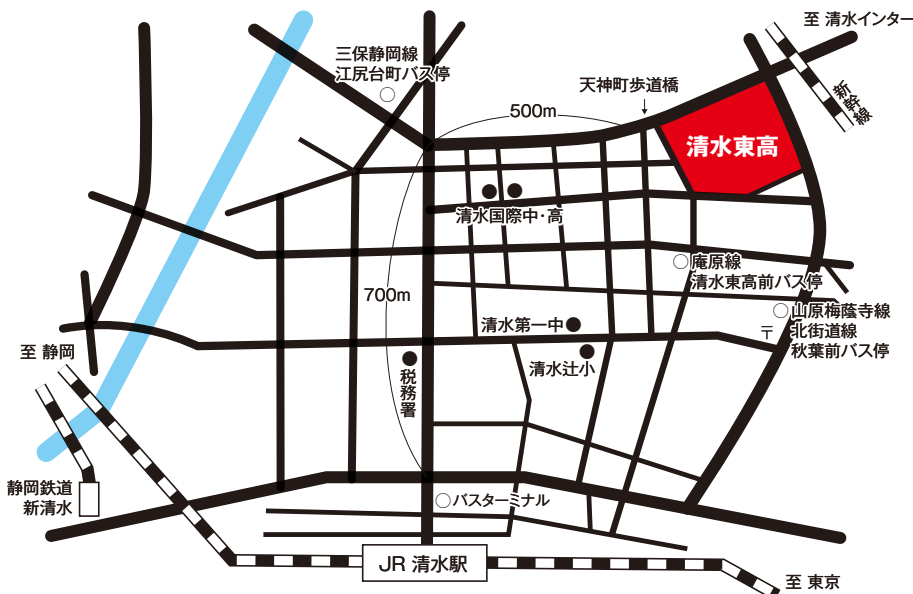 至 清水インター
三保静岡線
江尻台町バス停
天神町歩道橋
新幹線
500m
清水東高
清水国際中・高
庵原線
清水東高前バス停
700m
山原梅蔭寺線
北街道線
秋葉前バス停
〒
清水第一中
至 静岡
清水辻小
税務署
静岡鉄道
新清水
バスターミナル
JR 清水駅
至 東京